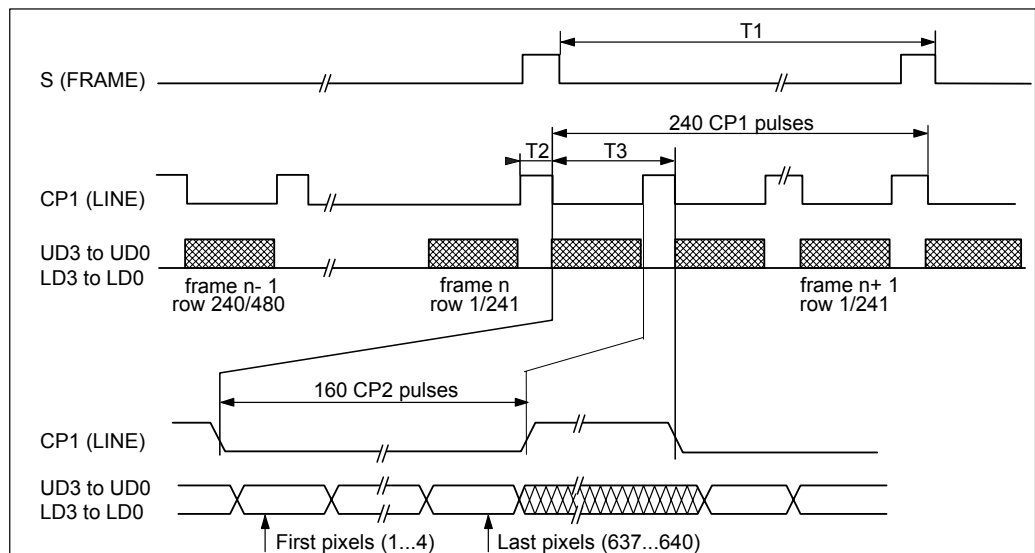 T1
S (FRAME)
240 CP1 pulses
T2
T3
CP1 (LINE)
UD3 to UD0
LD3 to LD0
frame n- 1
row 240/480
frame n
row 1/241
frame n+ 1
row 1/241
160 CP2 pulses
CP1 (LINE)
UD3 to UD0
LD3 to LD0
First pixels (1...4)
Last pixels (637...640)